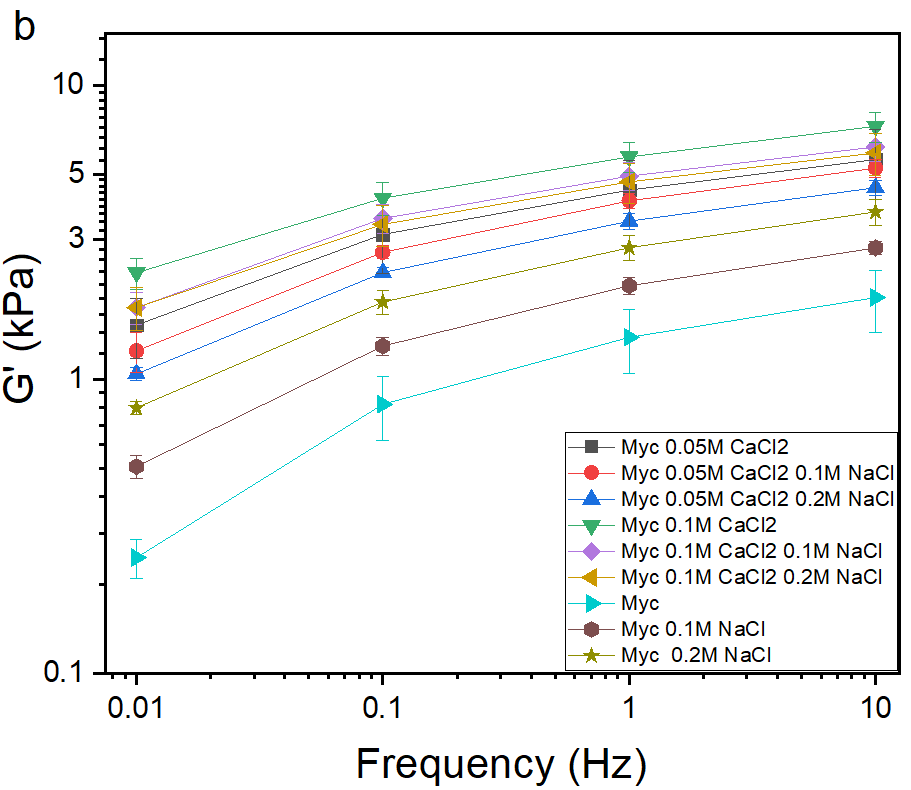 b
10
5
3
1
0.1
G' (kPa)
Myc 0.05M CaCl2
Myc 0.05M CaCl2 0.1M NaCl
Myc 0.05M CaCl2 0.2M NaCl
Myc 0.1M CaCl2
Myc 0.1M CaCl2 0.1M NaCl
Myc 0.1M CaCl2 0.2M NaCl
Myc
Myc 0.1M NaCl
Myc  0.2M NaCl
0.01 0.1 1 10
Frequency (Hz)